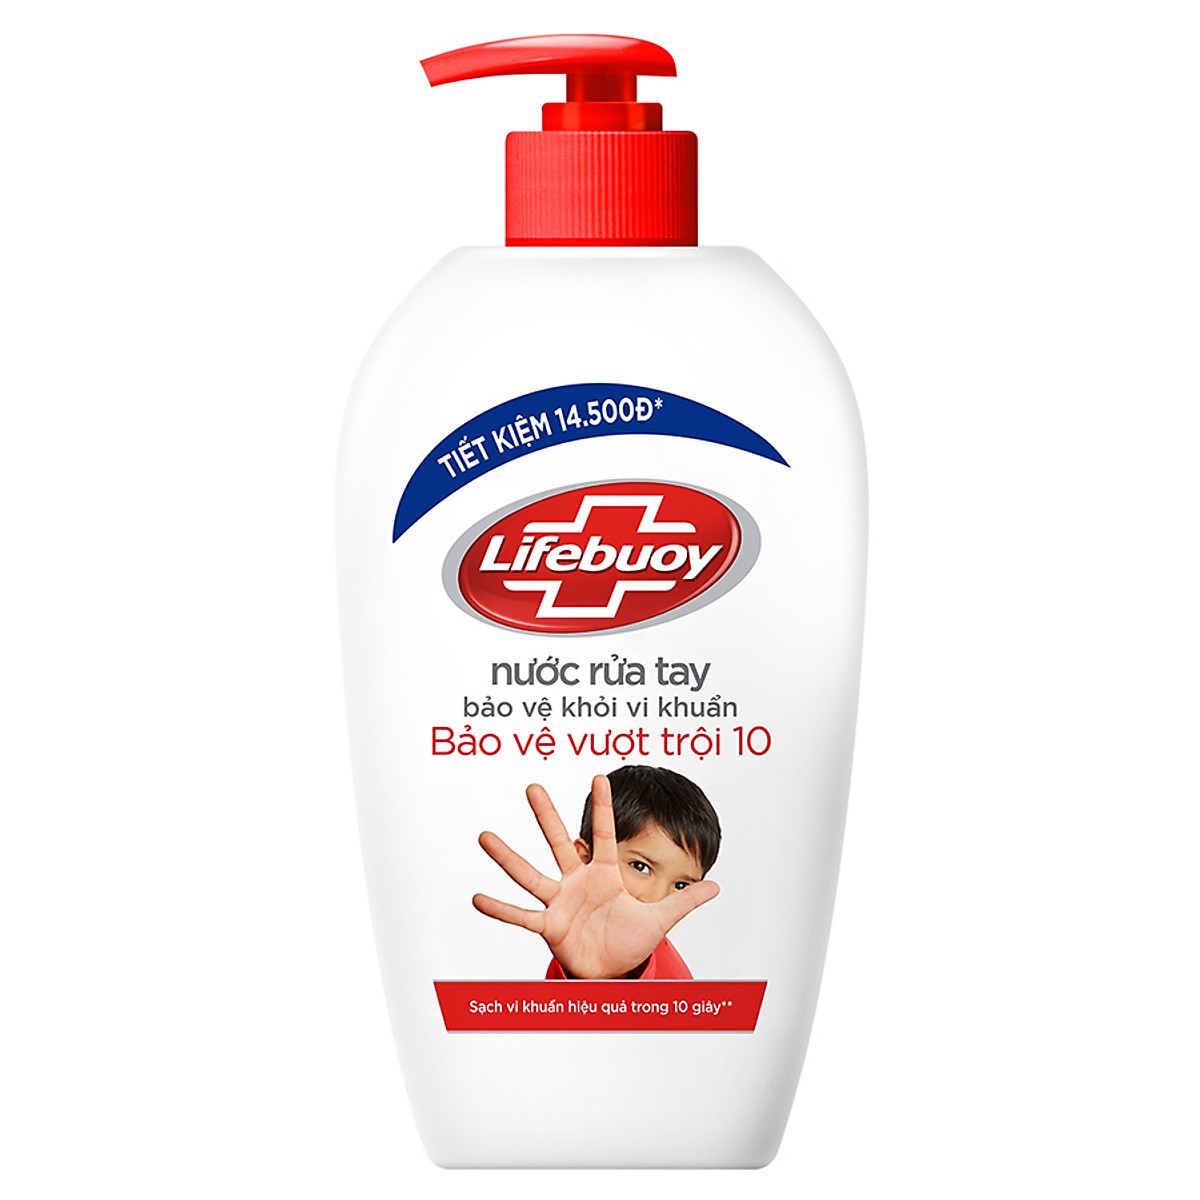 TIẾT KIỆM 14.500Đ*
Lifebuoy
nước rửa tay
bảo vệ khỏi vi khuẩn
Bảo vệ vượt trội 10
Sạch vi khuẩn hiệu quả trong 10 giây**